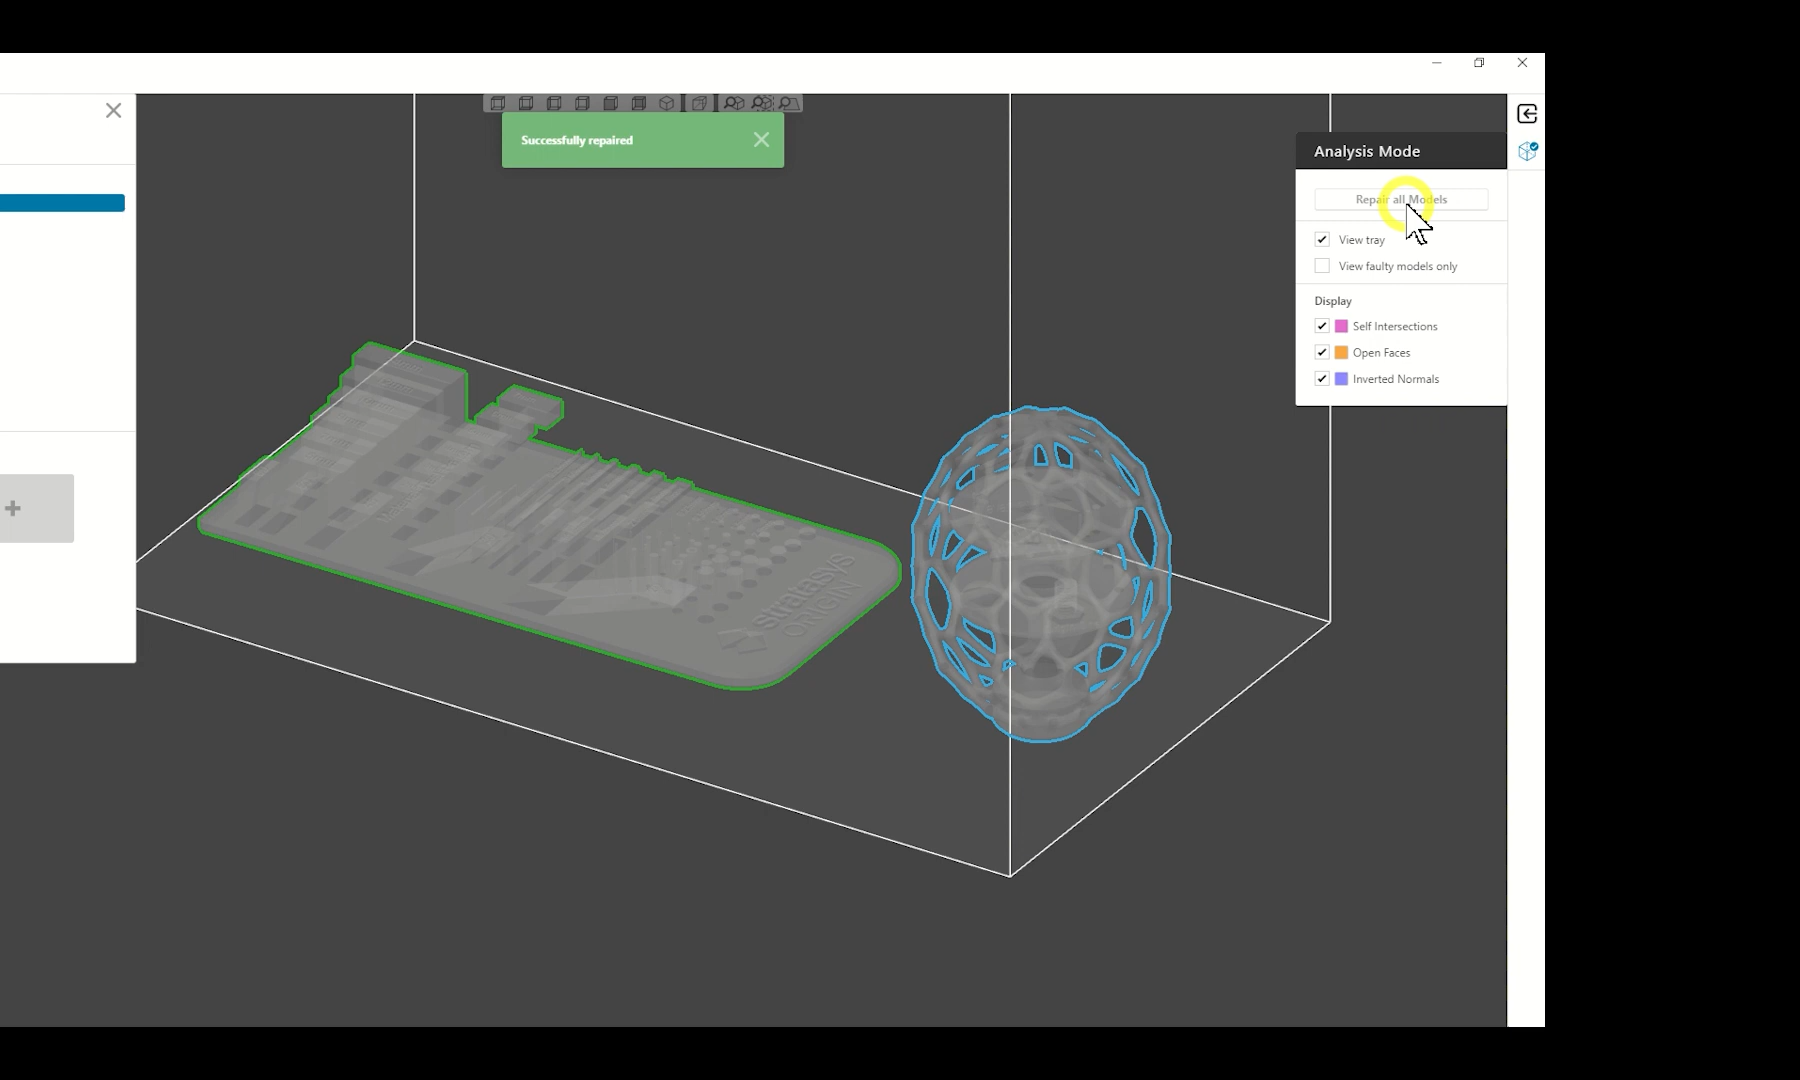 Successfully repaired
Analysis Mode
Repair all Models
View tray
View faulty models only
Display
Self Intersections
Open Faces
Inverted Normals
stratasys
ORIGIN